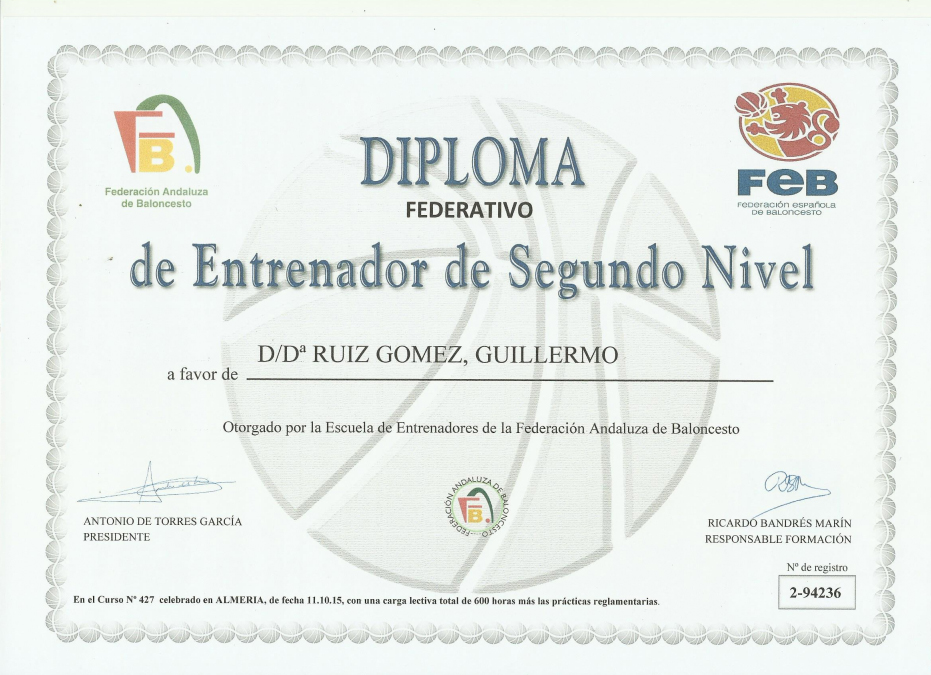 Federación Andaluza
de Baloncesto
FeB
FEDERACIÓN ESPAÑOLA
DE BALONCESTO
DIPLOMA
FEDERATIVO
de Entrenador de Segundo Nivel
D/Dª RUIZ GOMEZ, GUILLERMO
a favor de
Otorgado por la Escuela de Entrenadores de la Federación Andaluza de Baloncesto
FEDERACIÓN ANDALUZA DE BALONCESTO
ANTONIO DE TORRES GARCÍA
PRESIDENTE
RICARDO BANDRÉS MARÍN
RESPONSABLE FORMACIÓN
Nº de registro
2-94236
En el Curso Nº 427 celebrado en ALMERIA, de fecha 11.10.15, con una carga lectiva total de 600 horas más las prácticas reglamentarias.